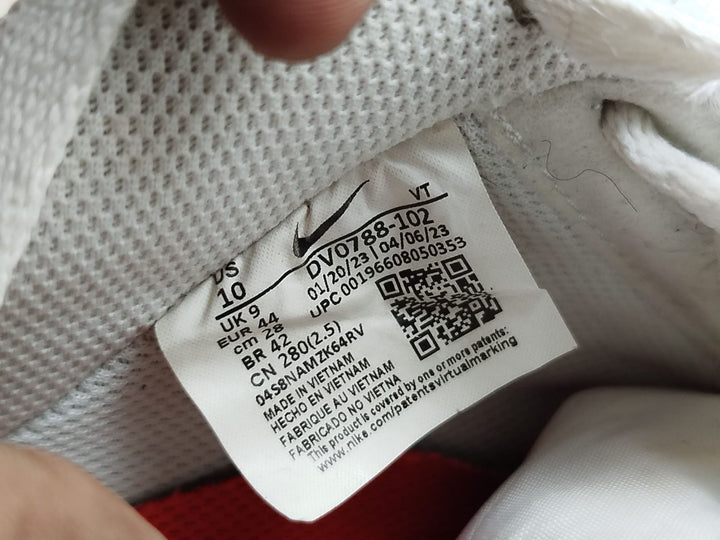 VT
DV0788-102
01/20/23 | 04/06/23
UPC 00196608050353
US
10
UK 9
EUR 44
cm 28
BR 42
CN 280(2.5)
04S8NAMZK64RV
MADE IN VIETNAM
HECHO EN VIETNAM
FABRIQUE AU VIETNAM
FABRICADO NO VIETNA
This product is covered by one or more patents:
www.nike.com/patentsvirtualmarking